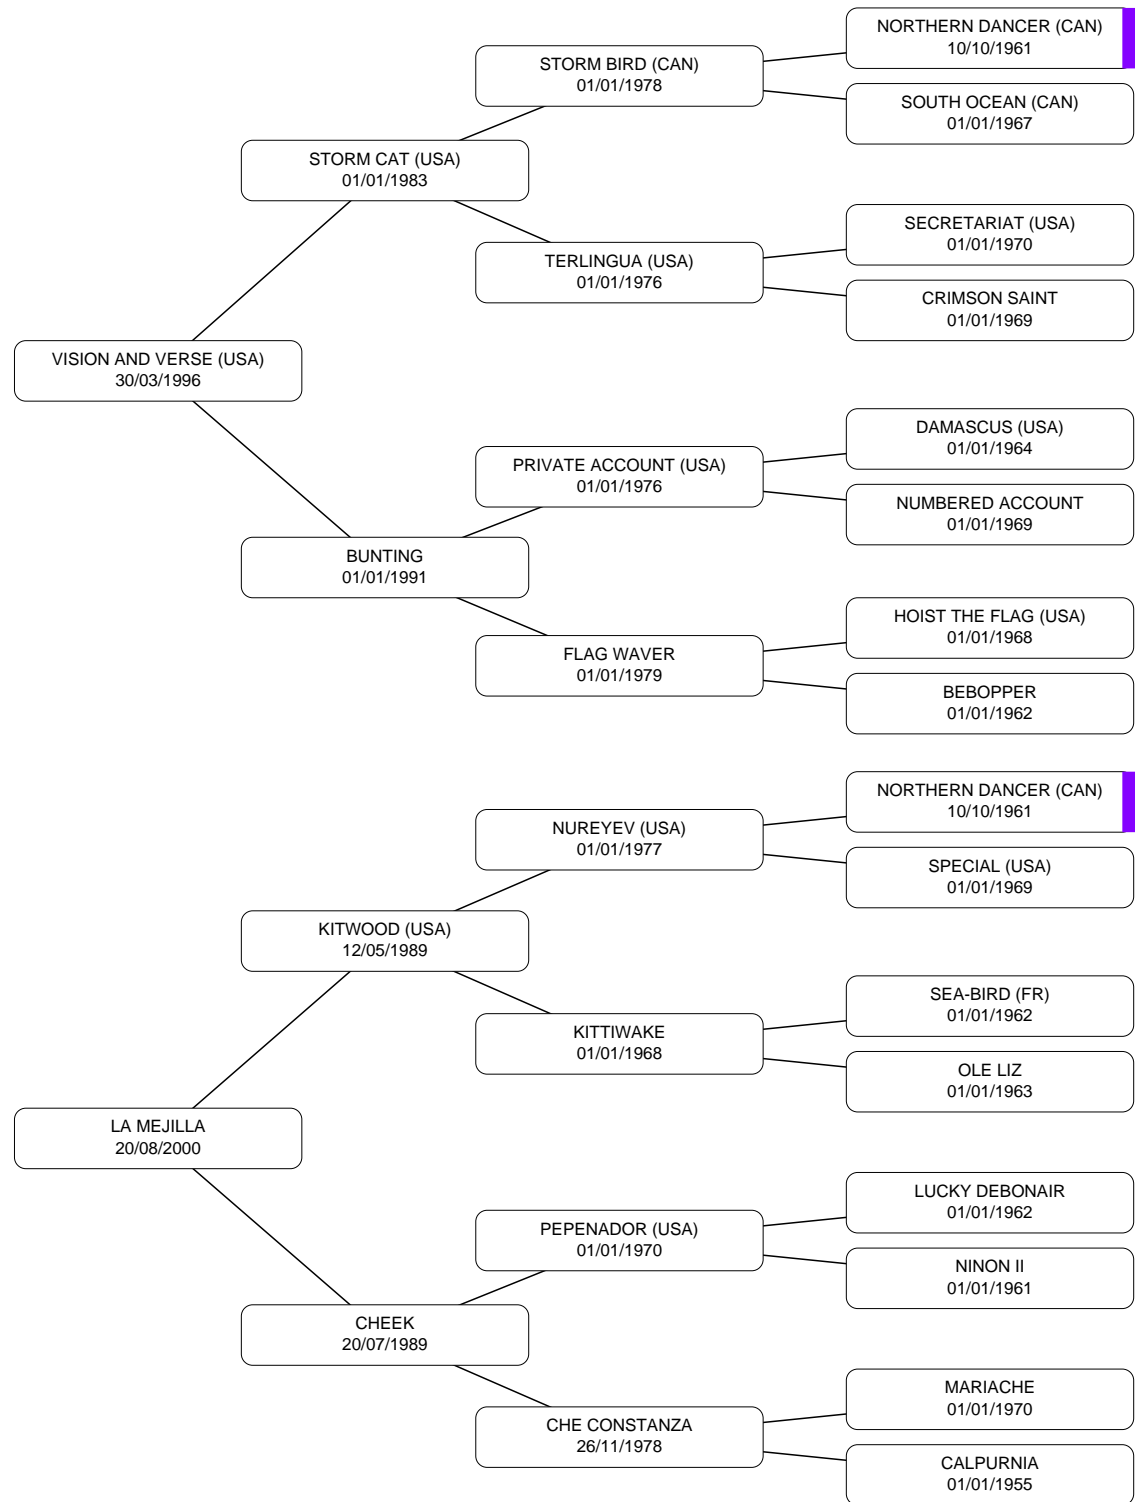 NORTHERN DANCER (CAN)
10/10/1961
STORM BIRD (CAN)
01/01/1978
SOUTH OCEAN (CAN)
01/01/1967
STORM CAT (USA)
01/01/1983
SECRETARIAT (USA)
01/01/1970
TERLINGUA (USA)
01/01/1976
CRIMSON SAINT
01/01/1969
VISION AND VERSE (USA)
30/03/1996
DAMASCUS (USA)
01/01/1964
PRIVATE ACCOUNT (USA)
01/01/1976
NUMBERED ACCOUNT
01/01/1969
BUNTING
01/01/1991
HOIST THE FLAG (USA)
01/01/1968
FLAG WAVER
01/01/1979
BEBOPPER
01/01/1962
NORTHERN DANCER (CAN)
10/10/1961
NUREYEV (USA)
01/01/1977
SPECIAL (USA)
01/01/1969
KITWOOD (USA)
12/05/1989
SEA-BIRD (FR)
01/01/1962
KITTIWAKE
01/01/1968
OLE LIZ
01/01/1963
LA MEJILLA
20/08/2000
LUCKY DEBONAIR
01/01/1962
PEPENADOR (USA)
01/01/1970
NINON II
01/01/1961
CHEEK
20/07/1989
MARIACHE
01/01/1970
CHE CONSTANZA
26/11/1978
CALPURNIA
01/01/1955